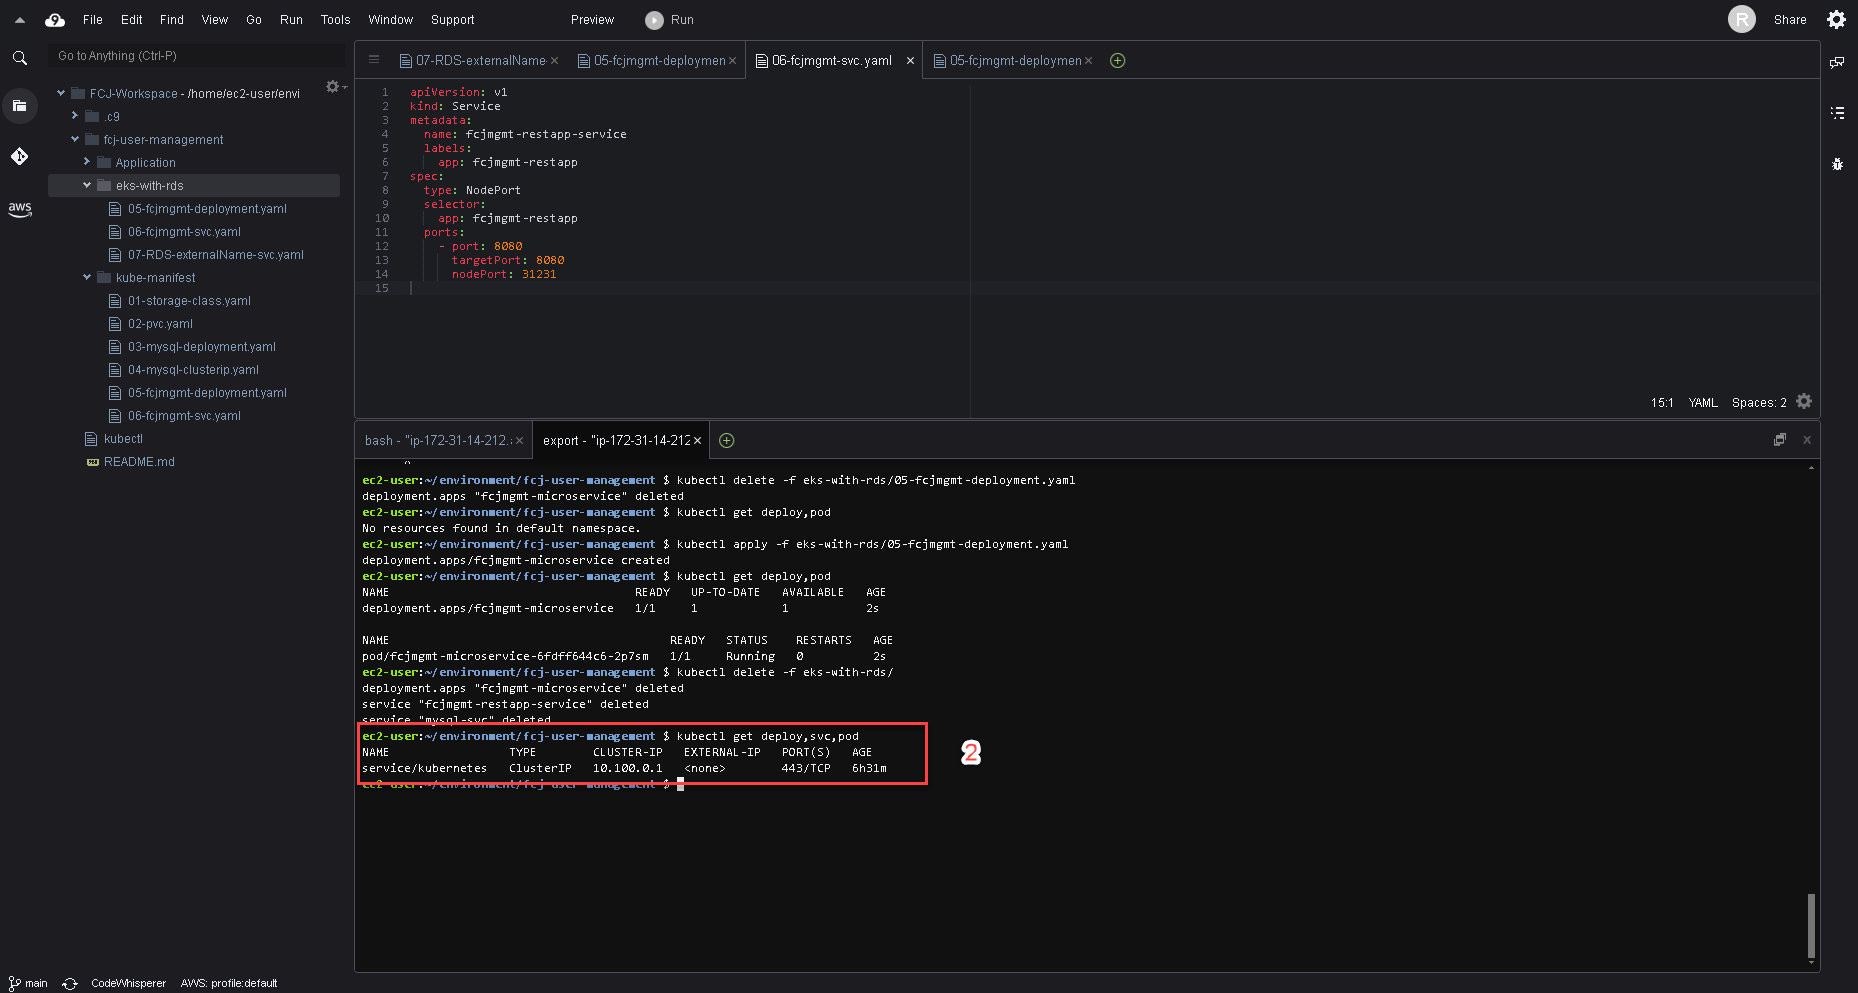 File Edit Find View Go Run Tools Window Support Preview Run R Share
Go to Anything (Ctrl-P)
FCJ-Workspace - /home/ec2-user/envi
.c9
fcj-user-management
Application
eks-with-rds
05-fcjmgmt-deployment.yaml
06-fcjmgmt-svc.yaml
07-RDS-externalName-svc.yaml
kube-manifest
01-storage-class.yaml
02-pvc.yaml
03-mysql-deployment.yaml
04-mysql-clusterip.yaml
05-fcjmgmt-deployment.yaml
06-fcjmgmt-svc.yaml
kubectl
README.md
aws
07-RDS-externalName 05-fcjmgmt-deploymen 06-fcjmgmt-svc.yaml 05-fcjmgmt-deploymen
1 apiVersion: v1
2 kind: Service
3 metadata:
4 name: fcjmgmt-restapp-service
5 labels:
6 app: fcjmgmt-restapp
7 spec:
8 type: NodePort
9 selector:
10 app: fcjmgmt-restapp
11 ports:
12 - port: 8080
13 targetPort: 8080
14 nodePort: 31231
15
15:1 YAML Spaces: 2
bash - "ip-172-31-14-212. export - "ip-172-31-14-212
ec2-user:~/environment/fcj-user-management $ kubectl delete -f eks-with-rds/05-fcjmgmt-deployment.yaml
deployment.apps "fcjmgmt-microservice" deleted
ec2-user:~/environment/fcj-user-management $ kubectl get deploy,pod
No resources found in default namespace.
ec2-user:~/environment/fcj-user-management $ kubectl apply -f eks-with-rds/05-fcjmgmt-deployment.yaml
deployment.apps/fcjmgmt-microservice created
ec2-user:~/environment/fcj-user-management $ kubectl get deploy,pod
NAME READY UP-TO-DATE AVAILABLE AGE
deployment.apps/fcjmgmt-microservice 1/1 1 1 2s
NAME READY STATUS RESTARTS AGE
pod/fcjmgmt-microservice-6fdff644c6-2p7sm 1/1 Running 0 2s
ec2-user:~/environment/fcj-user-management $ kubectl delete -f eks-with-rds/
deployment.apps "fcjmgmt-microservice" deleted
service "fcjmgmt-restapp-service" deleted
service "mysql-svc" deleted
ec2-user:~/environment/fcj-user-management $ kubectl get deploy,svc,pod
NAME TYPE CLUSTER-IP EXTERNAL-IP PORT(S) AGE
service/kubernetes ClusterIP 10.100.0.1 <none> 443/TCP 6h31m
ec2-user:~/environment/fcj-user-management $
2
main CodeWhisperer AWS: profile:default